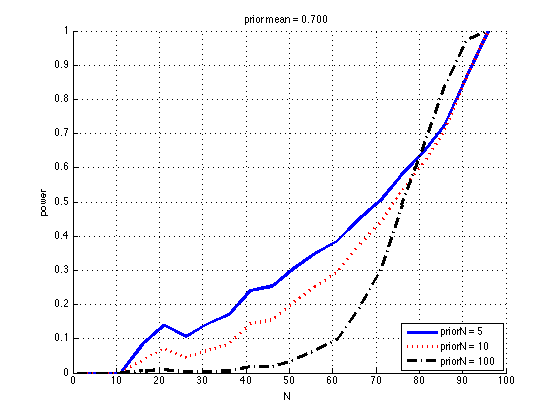 prior mean = 0.700
1
0.9
0.8
0.7
0.6
0.5
0.4
0.3
0.2
0.1
0
power
0 10 20 30 40 50 60 70 80 90 100
N
priorN = 5
priorN = 10
priorN = 100